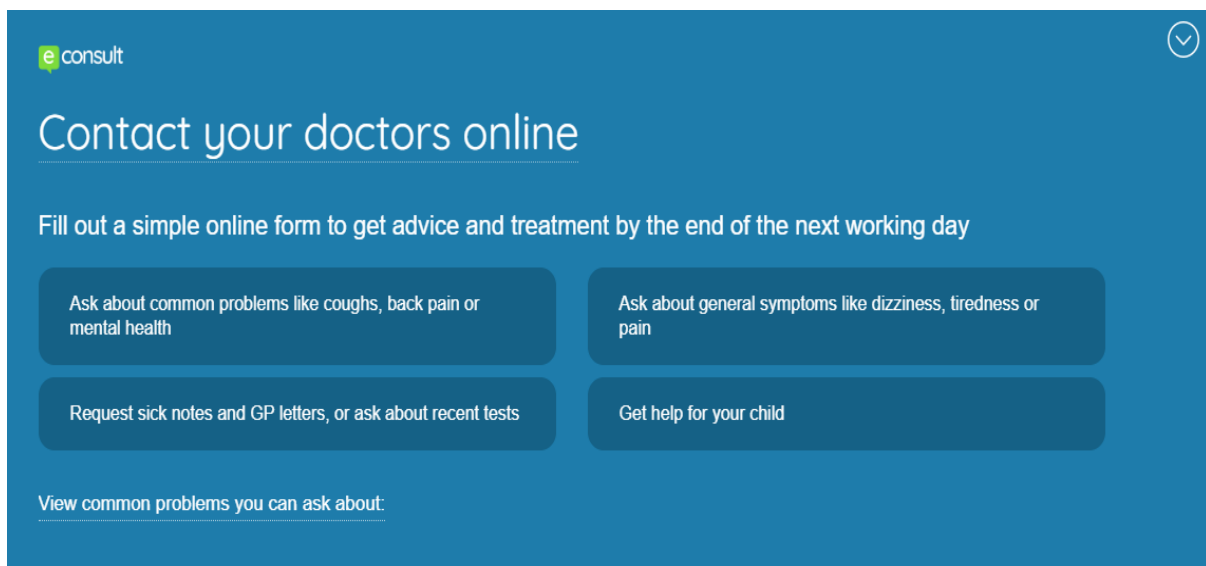 e consult
Contact your doctors online
Fill out a simple online form to get advice and treatment by the end of the next working day
Ask about common problems like coughs, back pain or
mental health
Ask about general symptoms like dizziness, tiredness or
pain
Request sick notes and GP letters, or ask about recent tests
Get help for your child
View common problems you can ask about: